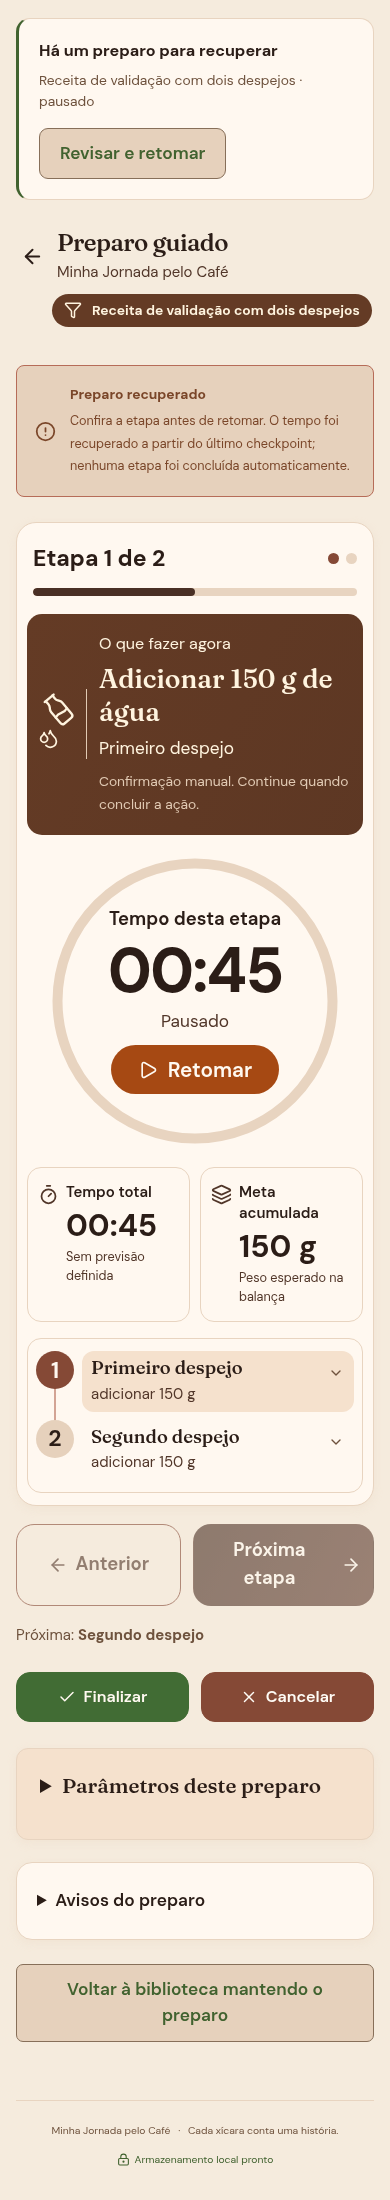 Há um preparo para recuperar
Receita de validação com dois despejos ·
pausado
Revisar e retomar
Preparo guiado
Minha Jornada pelo Café
Receita de validação com dois despejos
Preparo recuperado
Confira a etapa antes de retomar. O tempo foi
recuperado a partir do último checkpoint;
nenhuma etapa foi concluída automaticamente.
Etapa 1 de 2
O que fazer agora
Adicionar 150 g de
água
Primeiro despejo
Confirmação manual. Continue quando
concluir a ação.
Tempo desta etapa
00:45
Pausado
Retomar
Tempo total
00:45
Sem previsão
definida
Meta
acumulada
150 g
Peso esperado na
balança
1
Primeiro despejo
adicionar 150 g
2
Segundo despejo
adicionar 150 g
Anterior
Próxima
etapa
Próxima: Segundo despejo
Finalizar
Cancelar
Parâmetros deste preparo
Avisos do preparo
Voltar à biblioteca mantendo o
preparo
Minha Jornada pelo Café · Cada xícara conta uma história.
Armazenamento local pronto